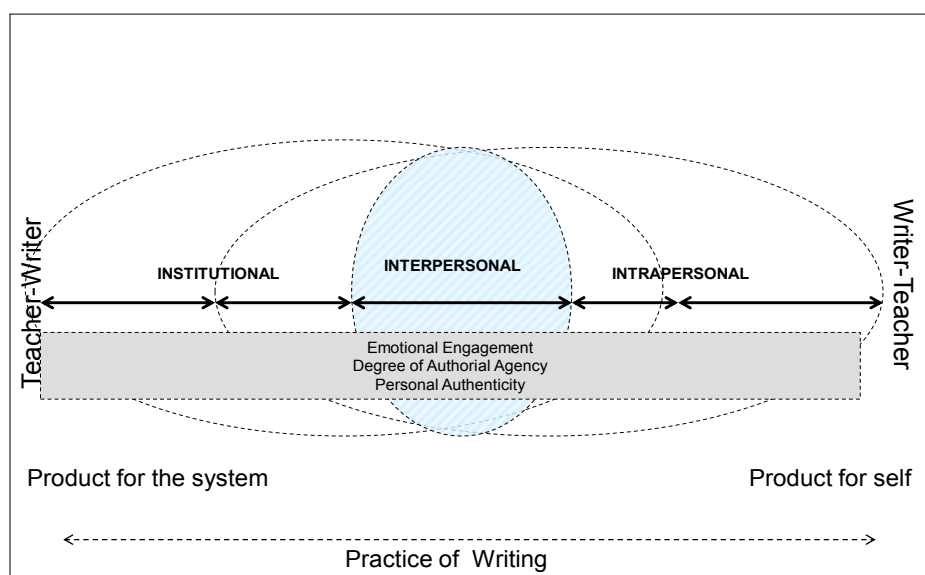 Teacher-Writer
Writer-Teacher
INSTITUTIONAL
INTERPERSONAL
INTRAPERSONAL
Emotional Engagement
Degree of Authorial Agency
Personal Authenticity
Product for the system
Product for self
Practice of Writing